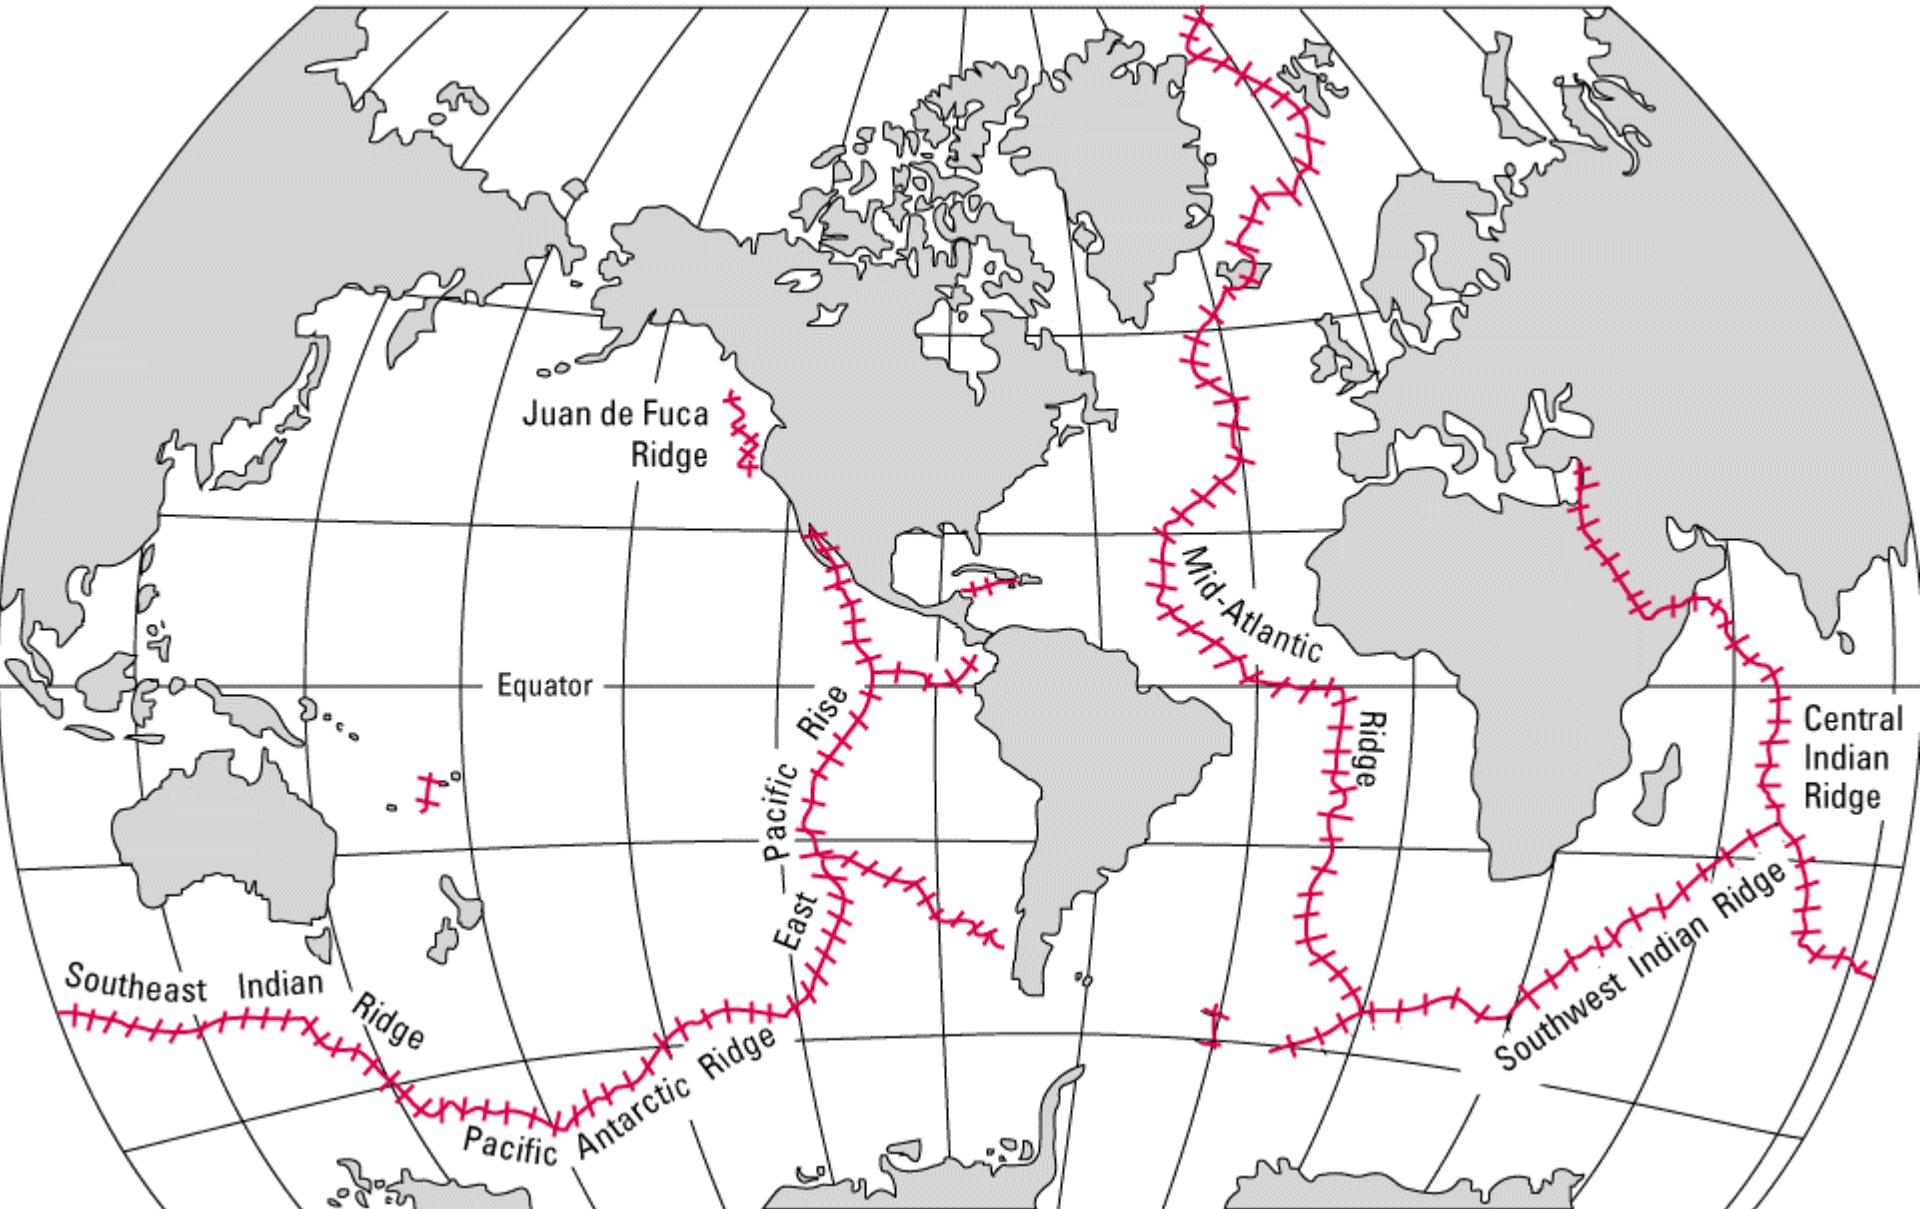 Juan de Fuca
Ridge
Mid-Atlantic
Ridge
Equator
East Pacific Rise
Central
Indian
Ridge
Southeast Indian Ridge
Southwest Indian Ridge
Pacific Antarctic Ridge